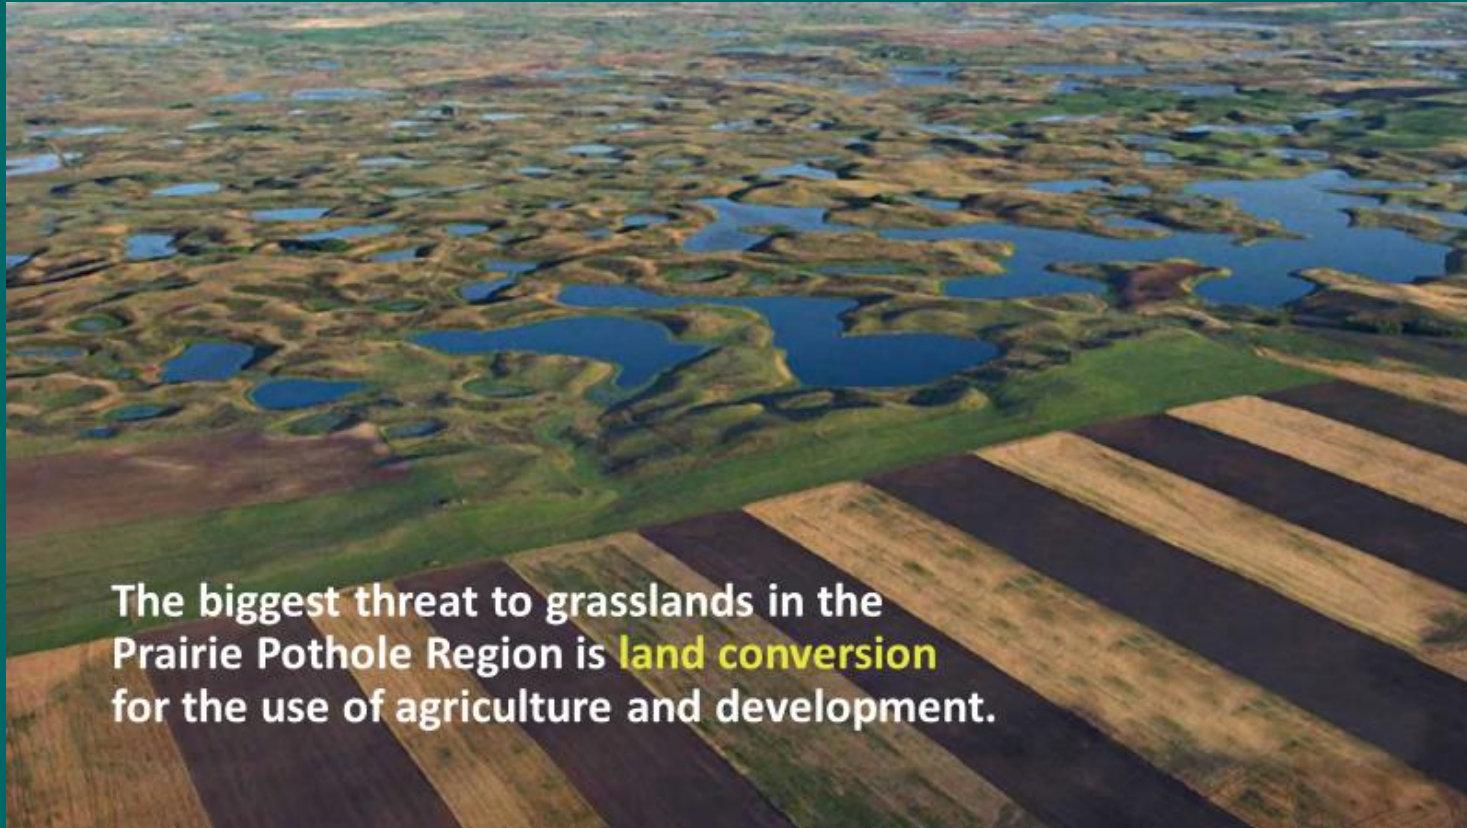 The biggest threat to grasslands in the
Prairie Pothole Region is land conversion
for the use of agriculture and development.